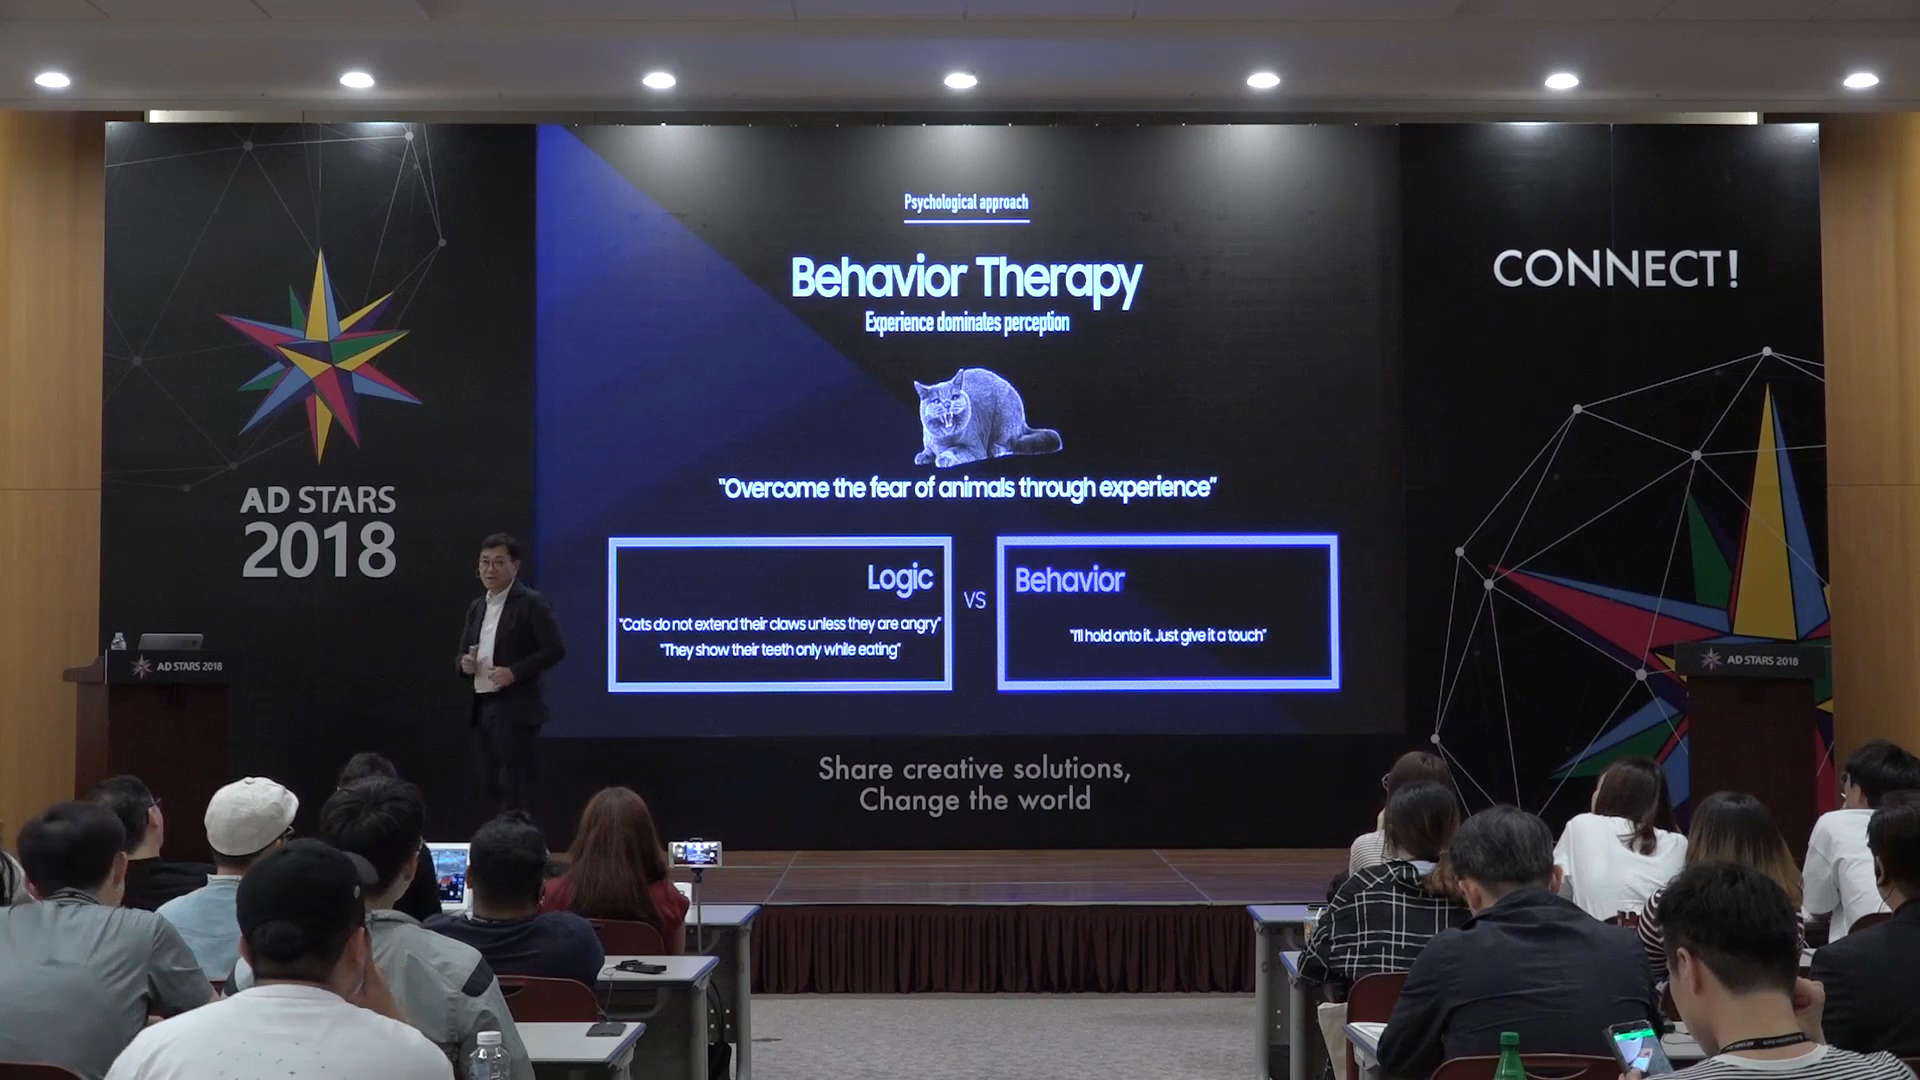 Psychological approach
Behavior Therapy
Experience dominates perception
"Overcome the fear of animals through experience"
Logic
"Cats do not extend their claws unless they are angry"
"They show their teeth only while eating"
VS
Behavior
"I'll hold onto it. Just give it a touch"
Share creative solutions,
Change the world
AD STARS
2018
CONNECT!
AD STARS 2018
AD STARS 2018